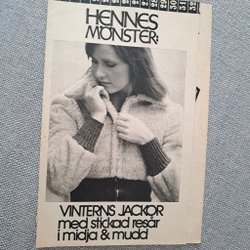 HENNES
MÖNSTER:
VINTERNS JACKOR
med stickad resår
i midja & mudd